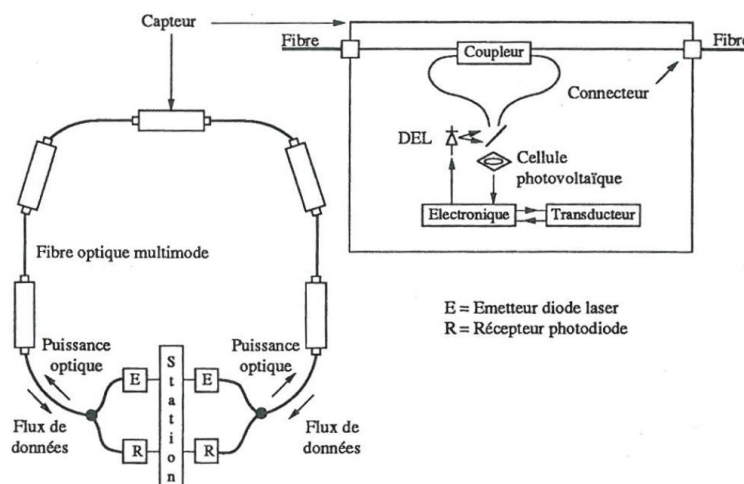 Capteur
Fibre
Coupleur
Fibre
Connecteur
DEL
Cellule
photovoltaïque
Electronique
Transducteur
Fibre optique multimode
E = Emetteur diode laser
R = Récepteur photodiode
Puissance
optique
Puissance
optique
E
Station
E
Flux de
données
R
R
Flux de
données